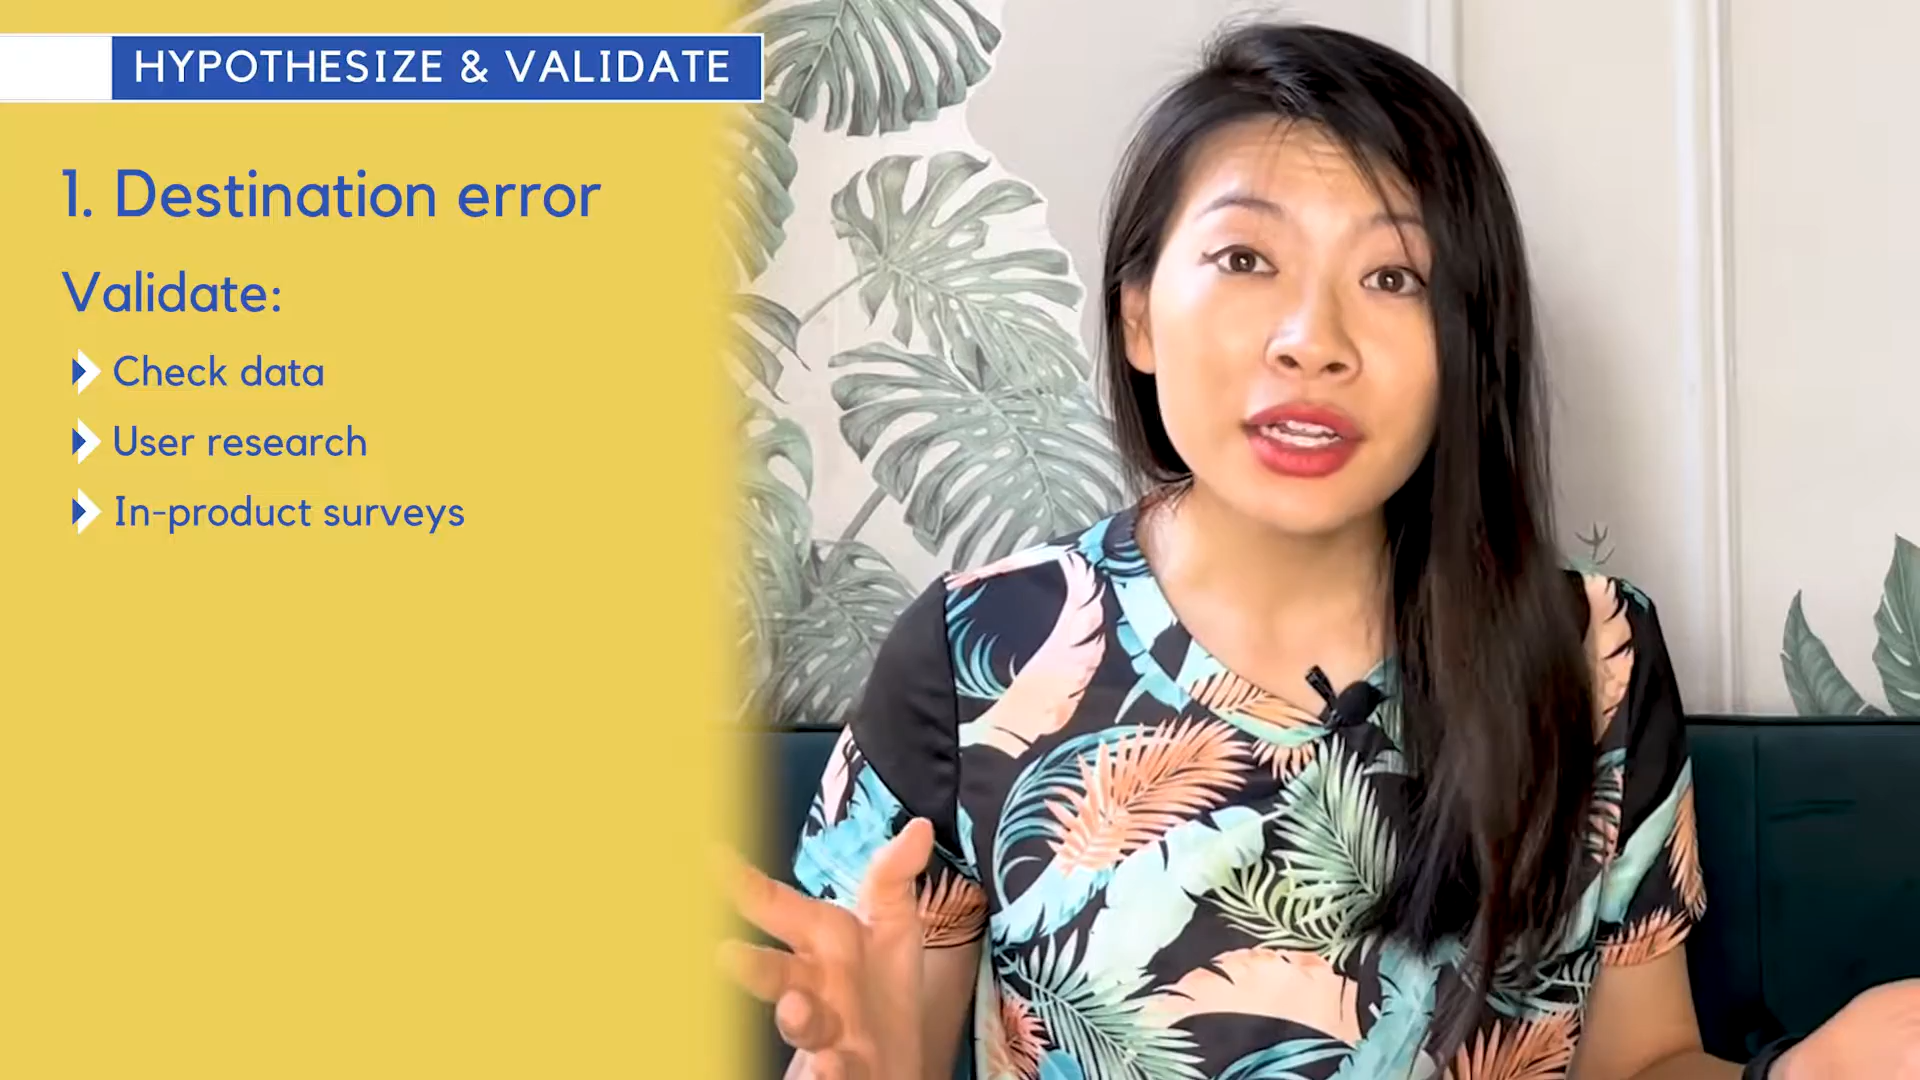 HYPOTHESIZE & VALIDATE
1. Destination error
Validate:
Check data
User research
In-product surveys